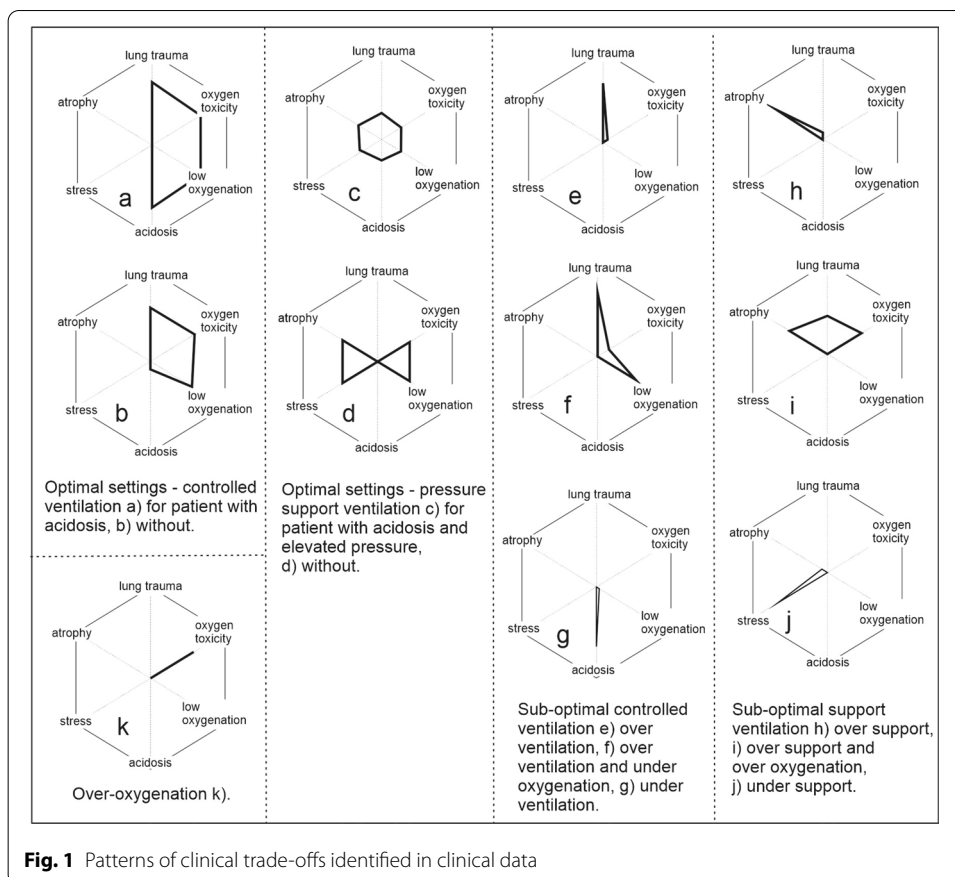 lung trauma
atrophy
oxygen
toxicity
stress
low
oxygenation
a
acidosis
lung trauma
atrophy
oxygen
toxicity
stress
low
oxygenation
b
acidosis
Optimal settings - controlled
ventilation a) for patient with
acidosis, b) without.
lung trauma
atrophy
oxygen
toxicity
stress
low
oxygenation
k
acidosis
Over-oxygenation k).
lung trauma
atrophy
oxygen
toxicity
stress
low
oxygenation
c
acidosis
lung trauma
atrophy
oxygen
toxicity
stress
low
oxygenation
d
acidosis
Optimal settings - pressure
support ventilation c) for
patient with acidosis and
elevated pressure,
d) without.
lung trauma
atrophy
oxygen
toxicity
stress
low
oxygenation
e
acidosis
lung trauma
atrophy
oxygen
toxicity
stress
low
oxygenation
f
acidosis
lung trauma
atrophy
oxygen
toxicity
stress
low
oxygenation
g
acidosis
Sub-optimal controlled
ventilation e) over
ventilation, f) over
ventilation and under
oxygenation, g) under
ventilation.
lung trauma
atrophy
oxygen
toxicity
stress
low
oxygenation
h
acidosis
lung trauma
atrophy
oxygen
toxicity
stress
low
oxygenation
i
acidosis
lung trauma
atrophy
oxygen
toxicity
stress
low
oxygenation
j
acidosis
Sub-optimal support
ventilation h) over support,
i) over support and
over oxygenation,
j) under support.
Fig. 1 Patterns of clinical trade-offs identified in clinical data